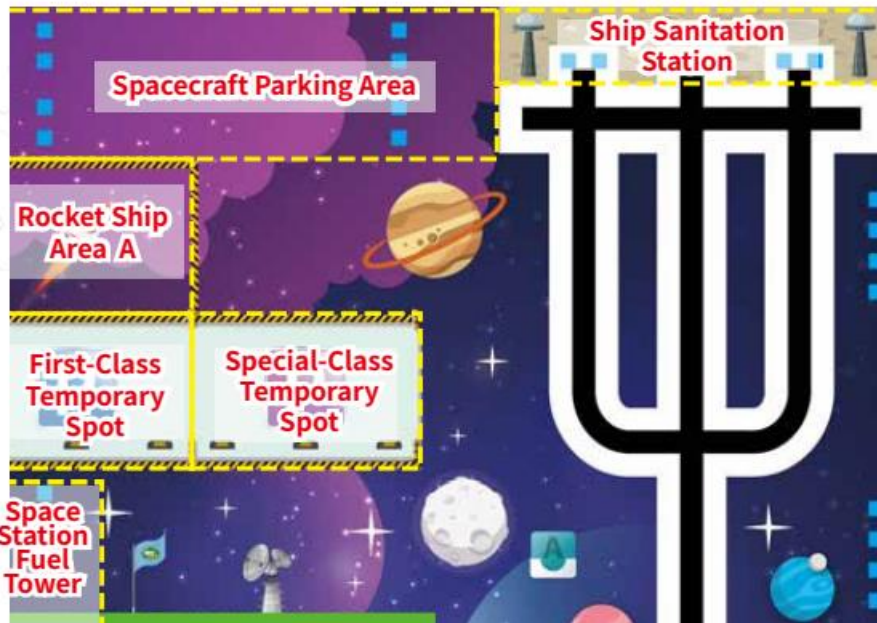 Ship Sanitation
Station
Spacecraft Parking Area
Rocket Ship
Area A
First-Class
Temporary
Spot
Special-Class
Temporary
Spot
Space
Station
Fuel
Tower
A